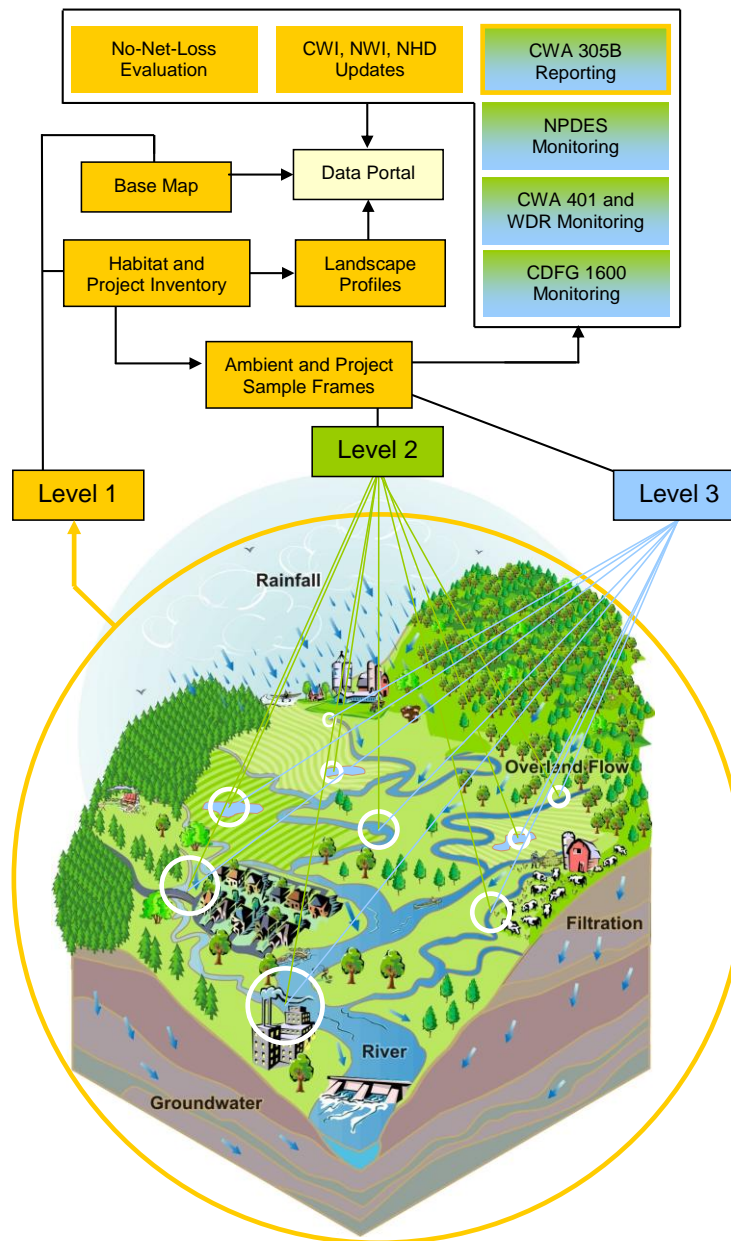 No-Net-Loss
Evaluation
CWI, NWI, NHD
Updates
CWA 305B
Reporting
NPDES
Monitoring
Base Map
Data Portal
CWA 401 and
WDR Monitoring
Habitat and
Project Inventory
Landscape
Profiles
CDFG 1600
Monitoring
Ambient and Project
Sample Frames
Level 2
Level 1
Level 3
Rainfall
Overland Flow
Filtration
River
Groundwater